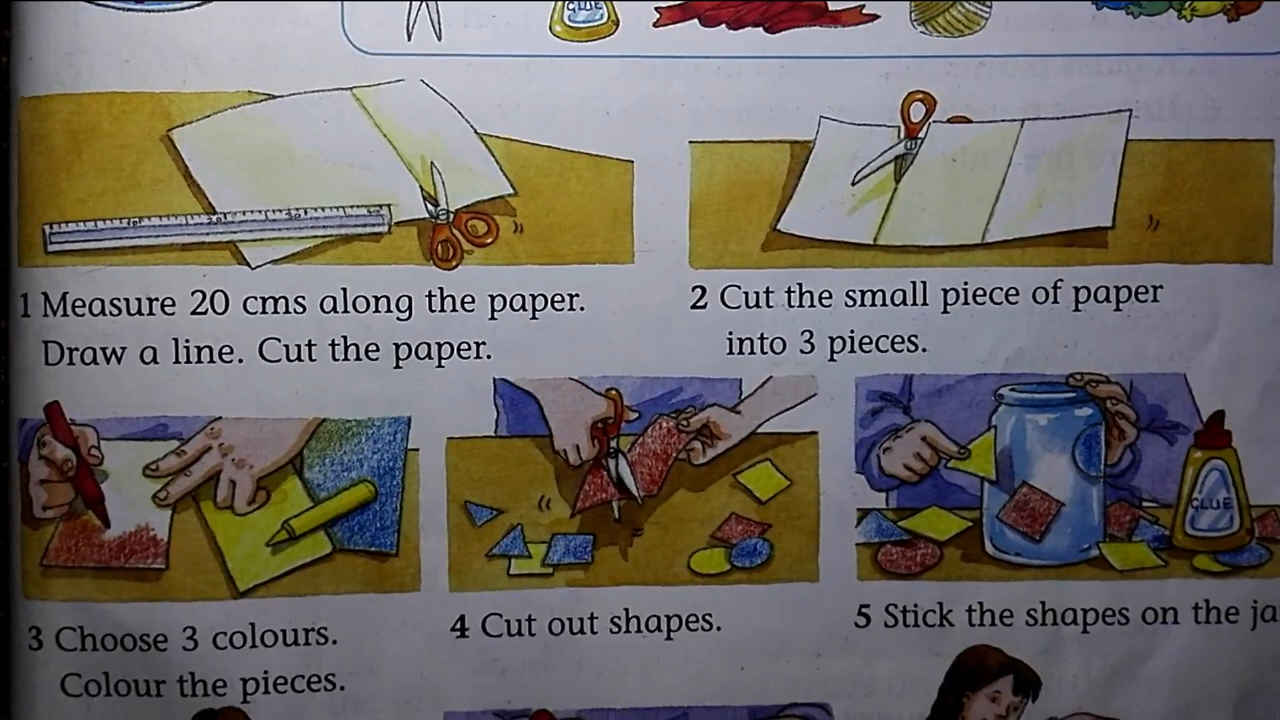 GLUE
1 Measure 20 cms along the paper.
Draw a line. Cut the paper.
2 Cut the small piece of paper
into 3 pieces.
3 Choose 3 colours.
Colour the pieces.
4 Cut out shapes.
GLUE
5 Stick the shapes on the ja